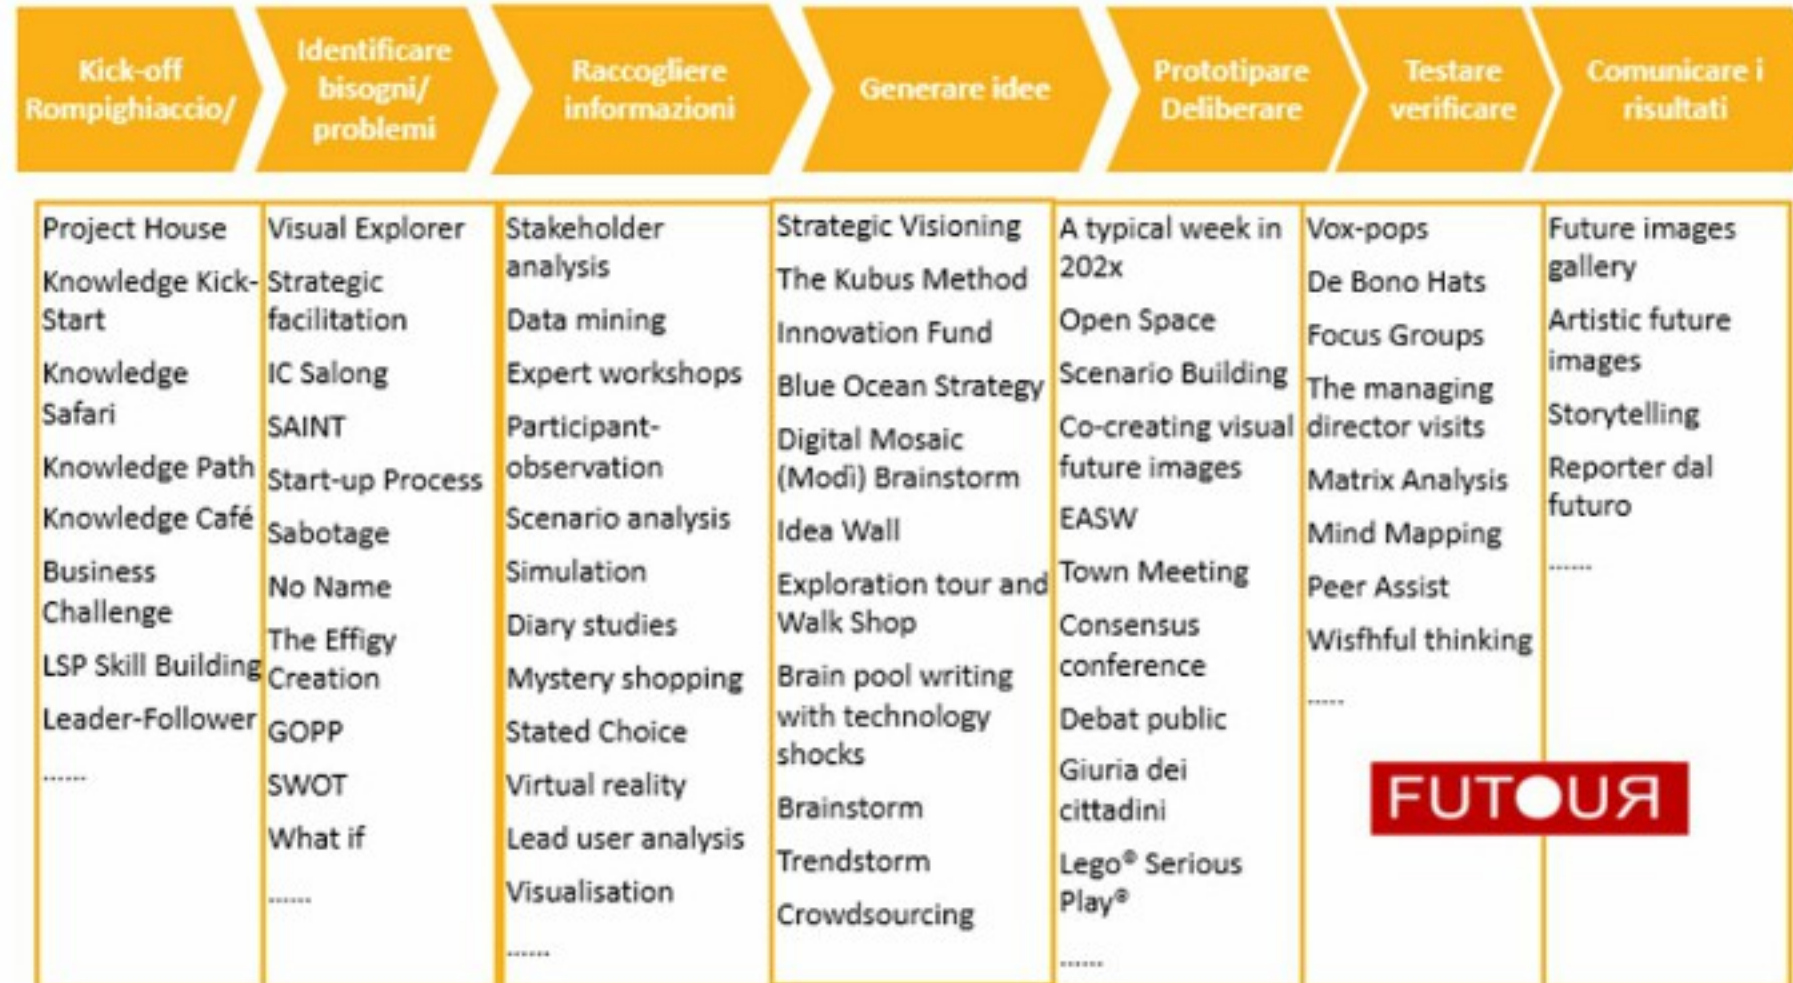 Kick-off
Rompighiaccio/
Identificare
bisogni/
problemi
Raccogliere
informazioni
Generare idee
Prototipare
Deliberare
Testare
verificare
Comunicare i
risultati
Project House
Knowledge Kick-
Start
Knowledge
Safari
Knowledge Path
Knowledge Café
Business
Challenge
LSP Skill Building
Leader-Follower
......
Visual Explorer
Strategic
facilitation
IC Salong
SAINT
Start-up Process
Sabotage
No Name
The Effigy
Creation
GOPP
SWOT
What if
......
Stakeholder
analysis
Data mining
Expert workshops
Participant-
observation
Scenario analysis
Simulation
Diary studies
Mystery shopping
Stated Choice
Virtual reality
Lead user analysis
Visualisation
......
Strategic Visioning
The Kubus Method
Innovation Fund
Blue Ocean Strategy
Digital Mosaic
(Modì) Brainstorm
Idea Wall
Exploration tour and
Walk Shop
Brain pool writing
with technology
shocks
Brainstorm
Trendstorm
Crowdsourcing
A typical week in
202x
Open Space
Scenario Building
Co-creating visual
future images
EASW
Town Meeting
Consensus
conference
Debat public
Giuria dei
cittadini
Lego® Serious
Play®
......
Vox-pops
De Bono Hats
Focus Groups
The managing
director visits
Matrix Analysis
Mind Mapping
Peer Assist
Wisfhful thinking
.....
Future images
gallery
Artistic future
images
Storytelling
Reporter dal
futuro
......
FUTOUR